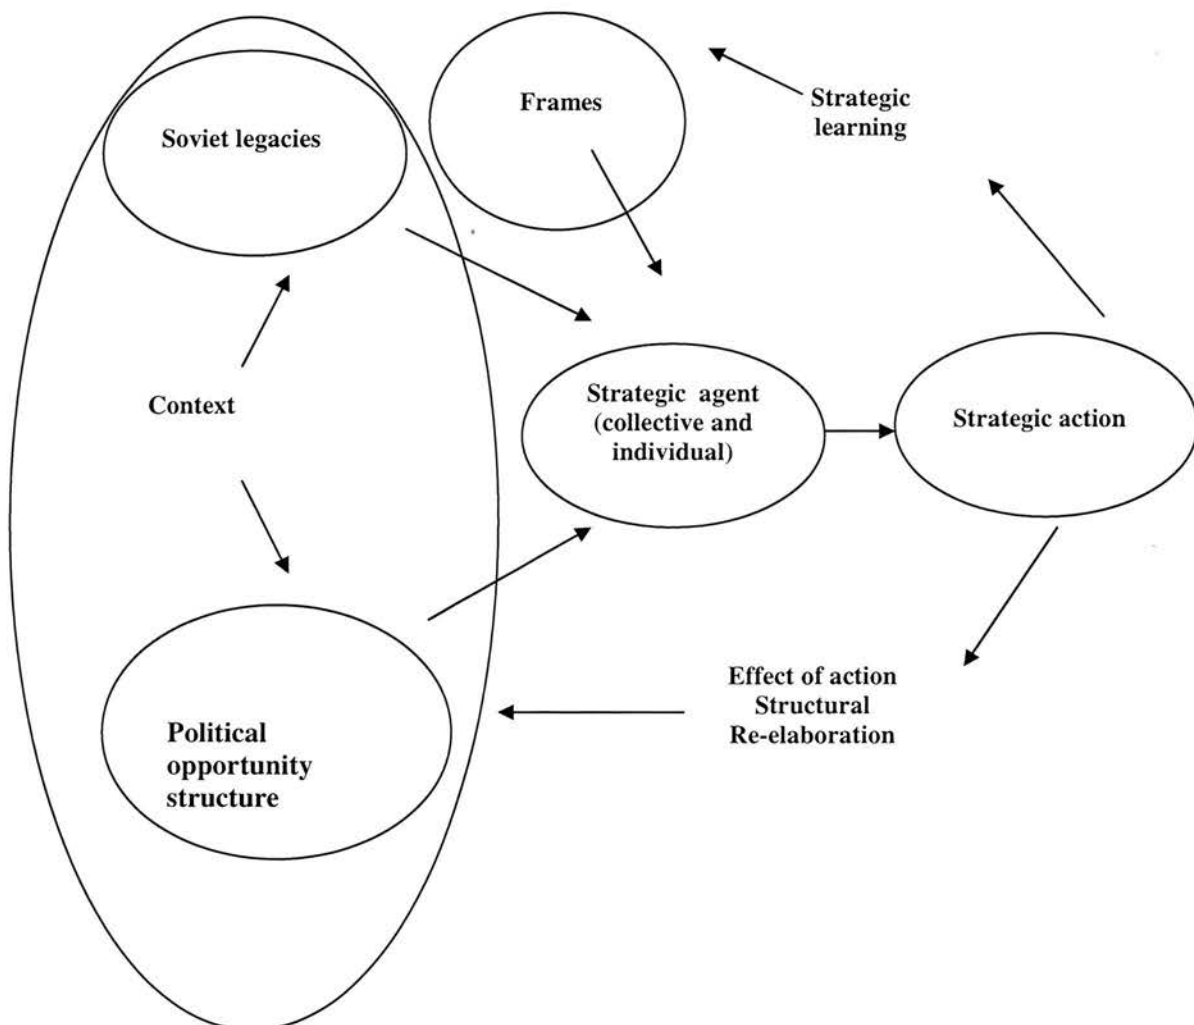 Soviet legacies
Frames
Strategic
learning
Context
Strategic agent
(collective and
individual)
Strategic action
Political
opportunity
structure
Effect of action
Structural
Re-elaboration